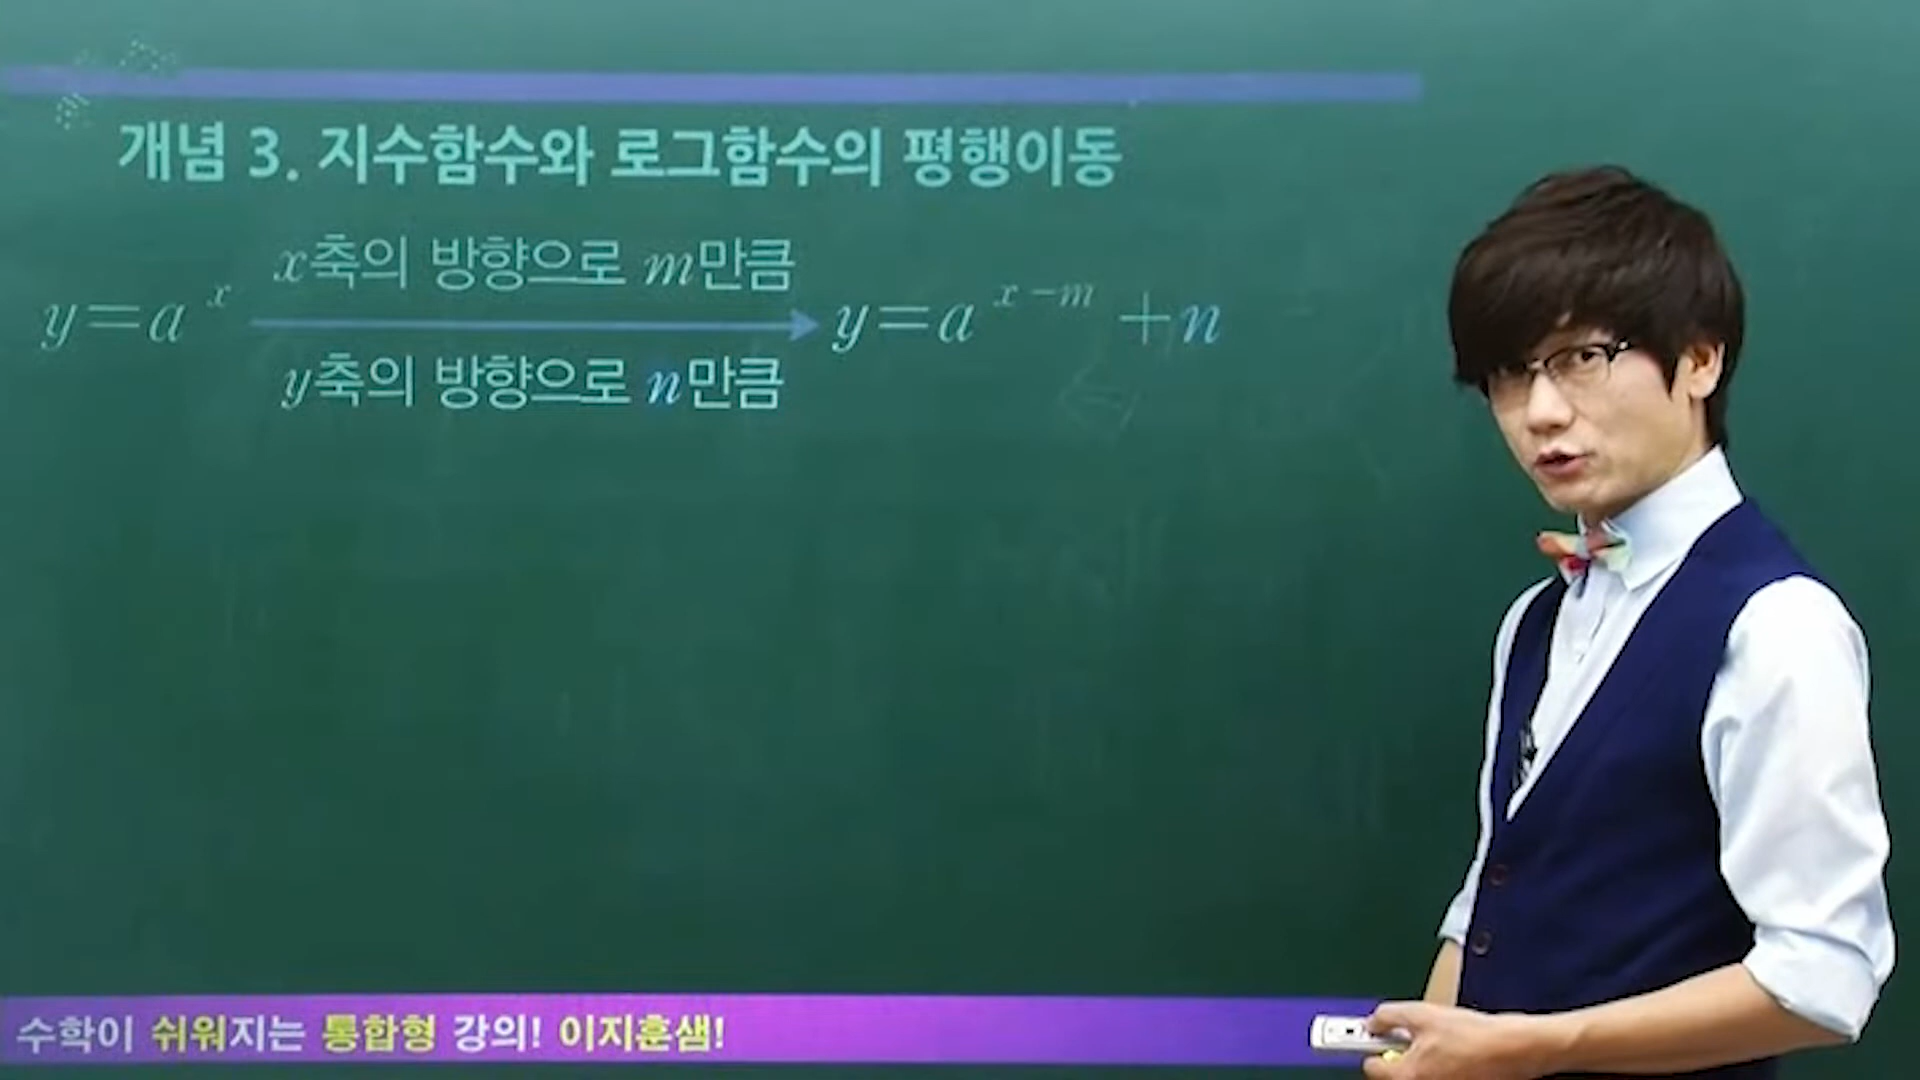 개념 3. 지수함수와 로그함수의 평행이동
x축의 방향으로 m만큼
y=a^x → y=a^{x-m}+n
y축의 방향으로 n만큼
수학이 쉬워지는 통합형 강의! 이지훈샘!